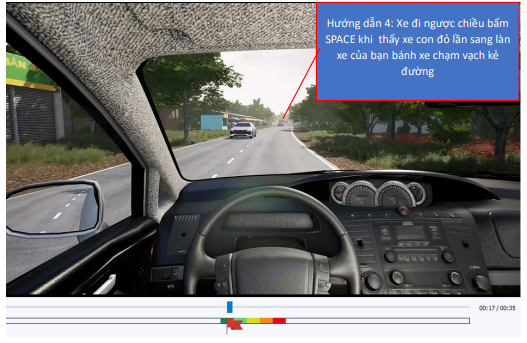 Hướng dẫn 4: Xe đi ngược chiều bấm
SPACE khi thấy xe con đỏ lần sang làn
xe của bạn bánh xe chạm vạch kẻ
đường
00:17 / 00:35